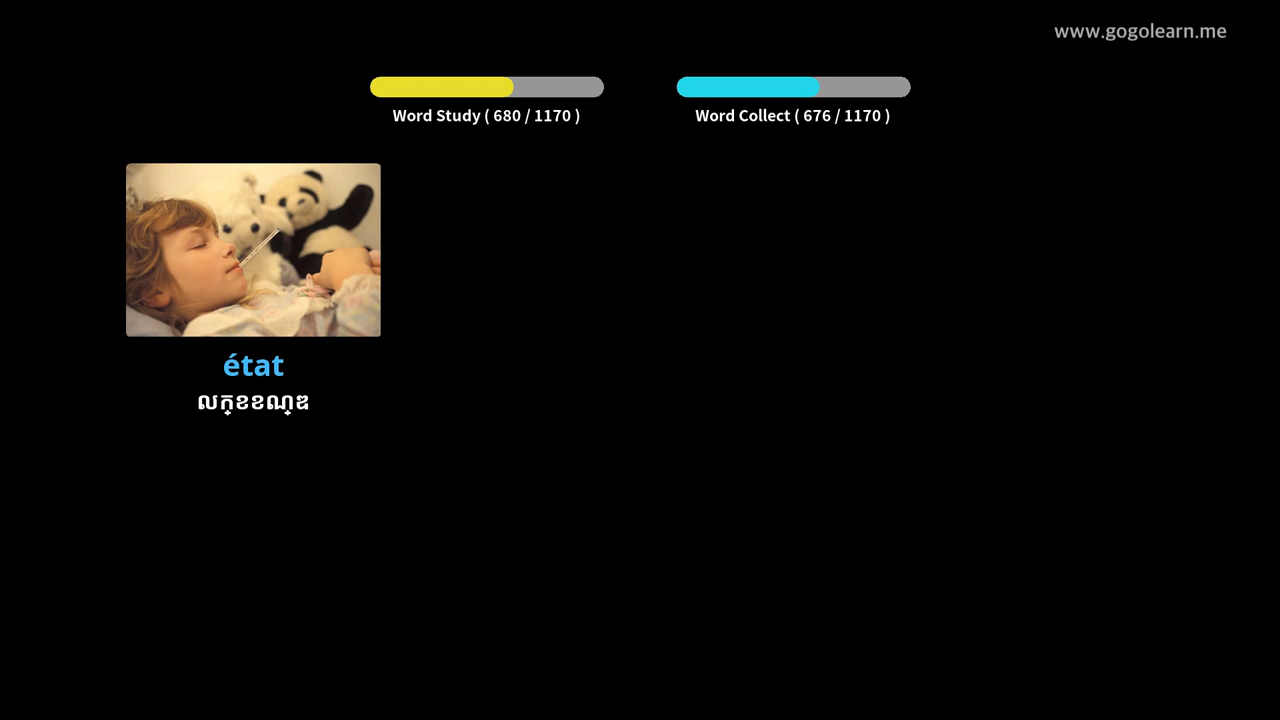 www.gogolearn.me
Word Study ( 680 / 1170 )
Word Collect ( 676 / 1170 )
état
លក្ខខណ្ឌ